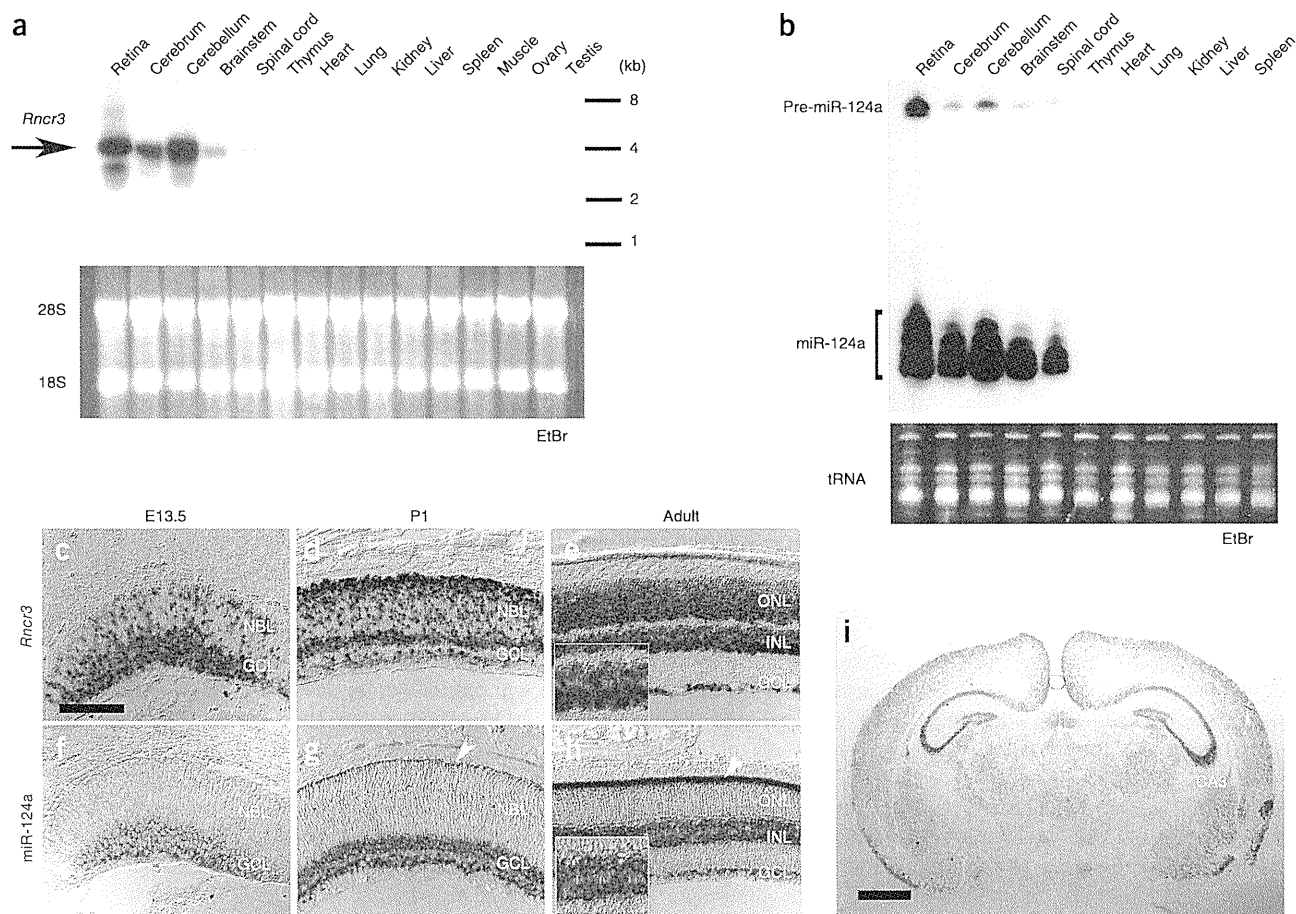 a
Retina
Cerebrum
Cerebellum
Brainstem
Spinal cord
Thymus
Heart
Lung
Kidney
Liver
Spleen
Muscle
Ovary
Testis
(kb)
Rncr3
8
4
2
1
28S
18S
EtBr
b
Retina
Cerebrum
Cerebellum
Brainstem
Spinal cord
Thymus
Heart
Lung
Kidney
Liver
Spleen
Pre-miR-124a
miR-124a
tRNA
EtBr
E13.5
P1
Adult
Rncr3
c
NBL
GCL
d
NBL
GCL
e
ONL
INL
GCL
miR-124a
f
NBL
GCL
g
NBL
GCL
h
ONL
INL
GCL
i
CA3